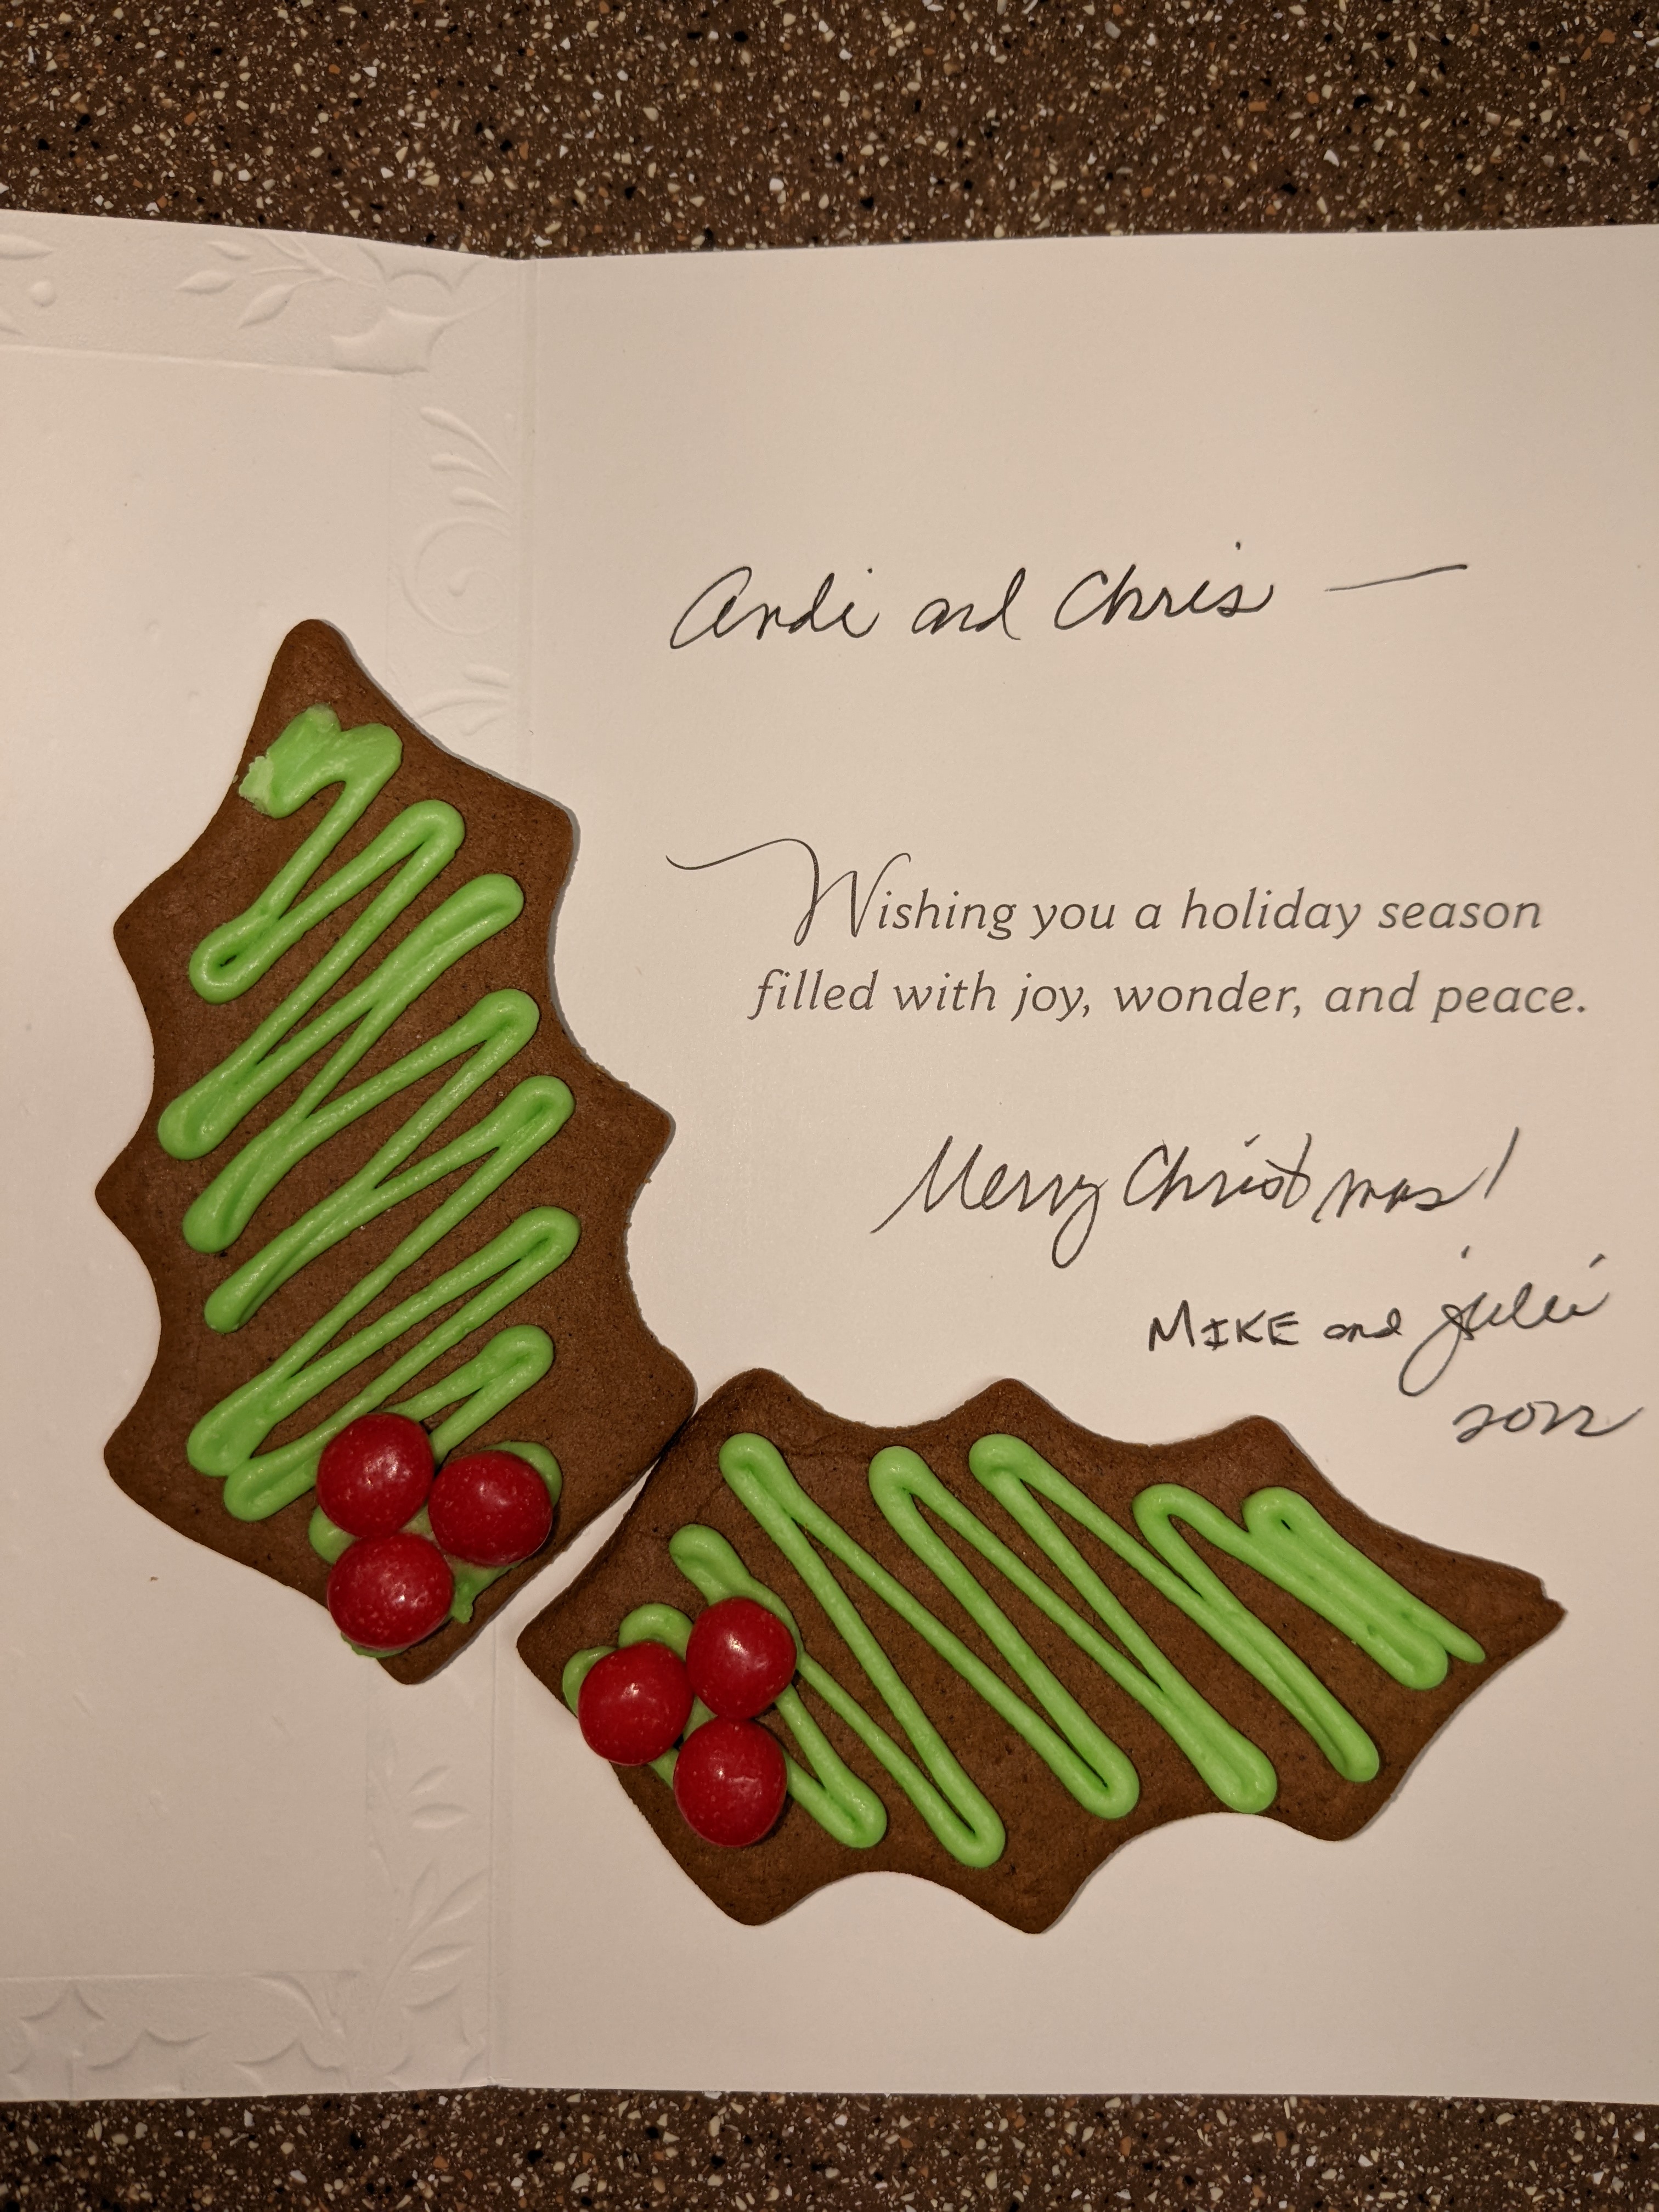 Andi and Chris —
Wishing you a holiday season
filled with joy, wonder, and peace.
Merry Christmas!
MIKE and Julie
2022